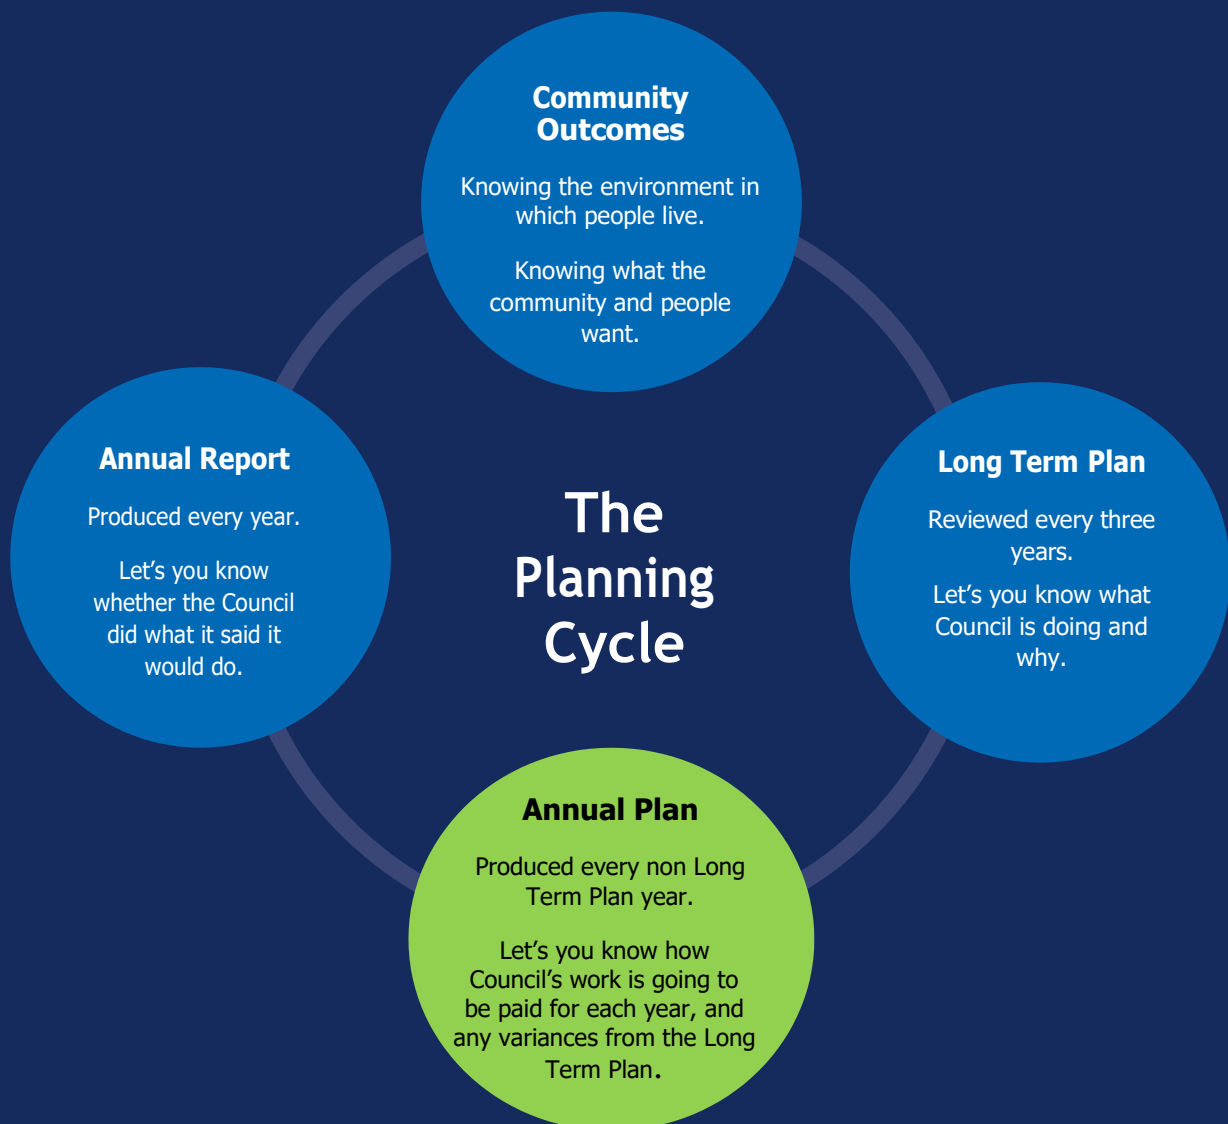 Community
Outcomes
Knowing the environment in
which people live.
Knowing what the
community and people
want.
Annual Report
Produced every year.
Let’s you know
whether the Council
did what it said it
would do.
The
Planning
Cycle
Long Term Plan
Reviewed every three
years.
Let’s you know what
Council is doing and
why.
Annual Plan
Produced every non Long
Term Plan year.
Let’s you know how
Council’s work is going to
be paid for each year, and
any variances from the Long
Term Plan.